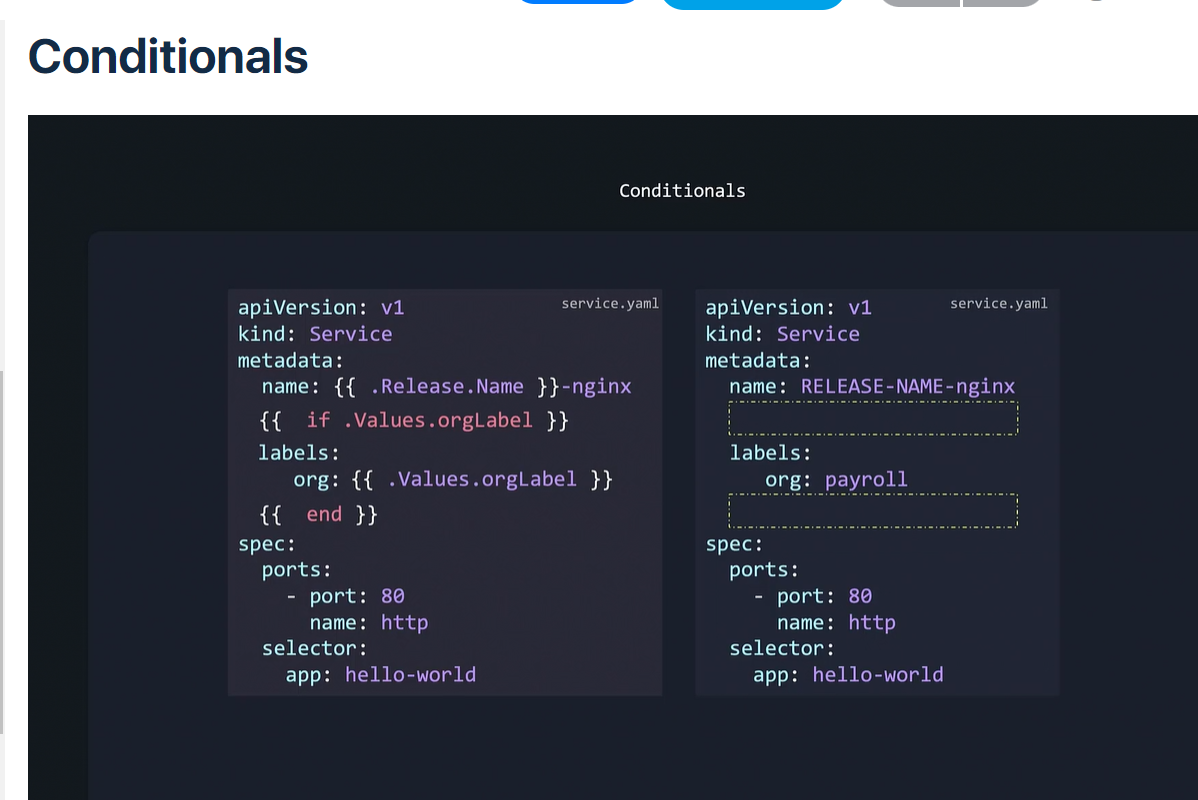 Conditionals
Conditionals
service.yaml
apiVersion: v1
kind: Service
metadata:
  name: {{ .Release.Name }}-nginx
  {{  if .Values.orgLabel }}
  labels:
     org: {{ .Values.orgLabel }}
  {{  end }}
spec:
  ports:
    - port: 80
      name: http
  selector:
    app: hello-world
service.yaml
apiVersion: v1
kind: Service
metadata:
  name: RELEASE-NAME-nginx
  labels:
     org: payroll
spec:
  ports:
    - port: 80
      name: http
  selector:
    app: hello-world